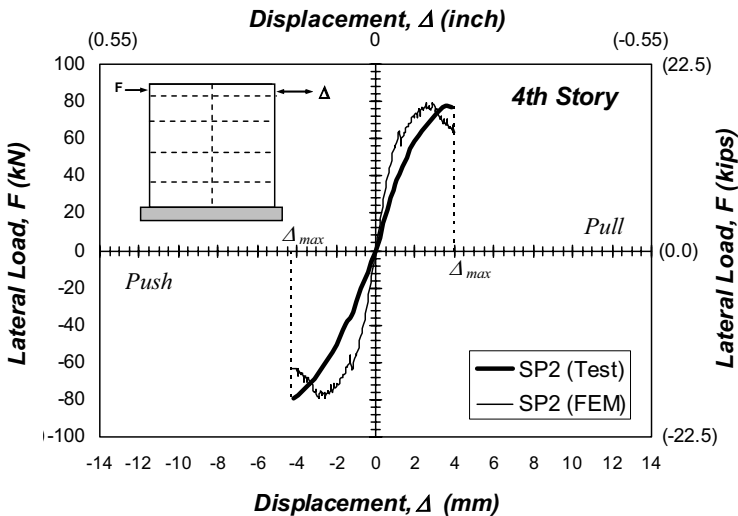 Displacement, Δ (inch)
(0.55) 0 (-0.55)
100 (22.5)
80
60
40
20
0 (0.0)
-20
-40
-60
-80
)-100 (-22.5)
Lateral Load, F (kN)
Lateral Load, F (kips)
F Δ
4th Story
Δmax
Pull
Push
Δmax
SP2 (Test)
SP2 (FEM)
-14 -12 -10 -8 -6 -4 -2 0 2 4 6 8 10 12 14
Displacement, Δ (mm)